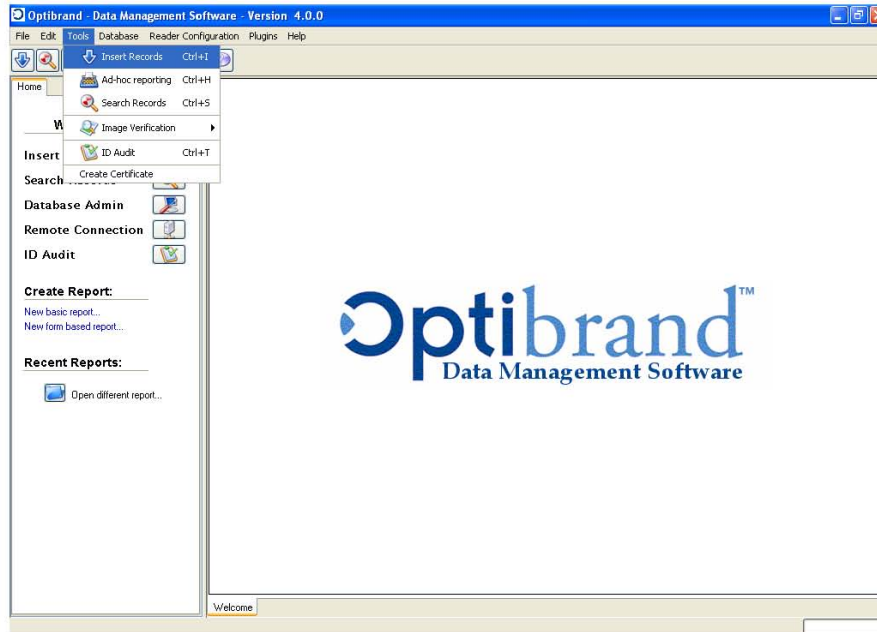 Optibrand - Data Management Software - Version 4.0.0
File Edit Tools Database Reader Configuration Plugins Help
Insert Records Ctrl+I
Ad-hoc reporting Ctrl+H
Search Records Ctrl+S
Image Verification
ID Audit Ctrl+T
Create Certificate
Home
W
Insert
Search Records
Database Admin
Remote Connection
ID Audit
Create Report:
New basic report...
New form based report...
Recent Reports:
Open different report...
Optibrand™
Data Management Software
Welcome